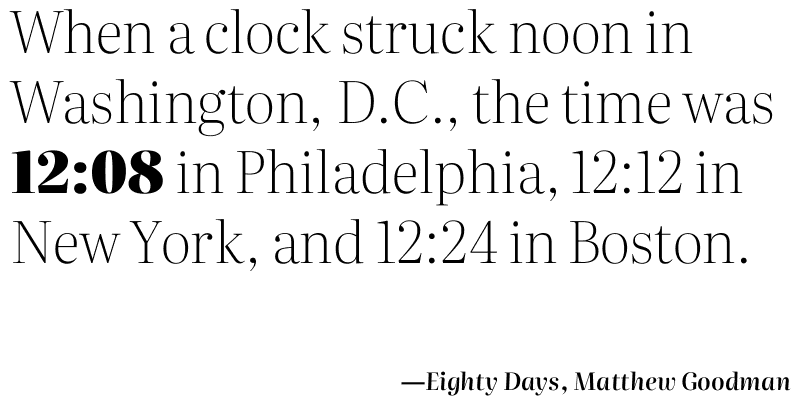 When a clock struck noon in
Washington, D.C., the time was
12:08 in Philadelphia, 12:12 in
New York, and 12:24 in Boston.
—Eighty Days, Matthew Goodman